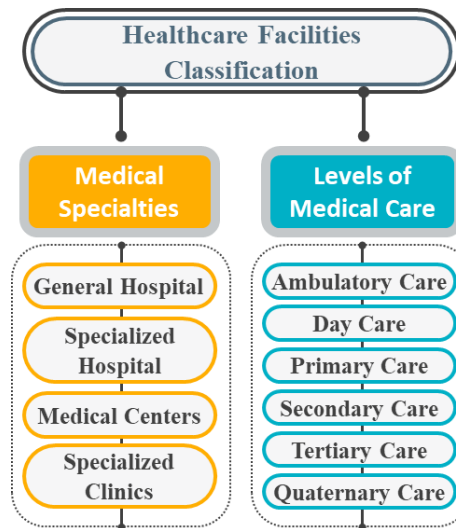 Healthcare Facilities
Classification
Medical
Specialties
General Hospital
Specialized
Hospital
Medical Centers
Specialized
Clinics
Levels of
Medical Care
Ambulatory Care
Day Care
Primary Care
Secondary Care
Tertiary Care
Quaternary Care